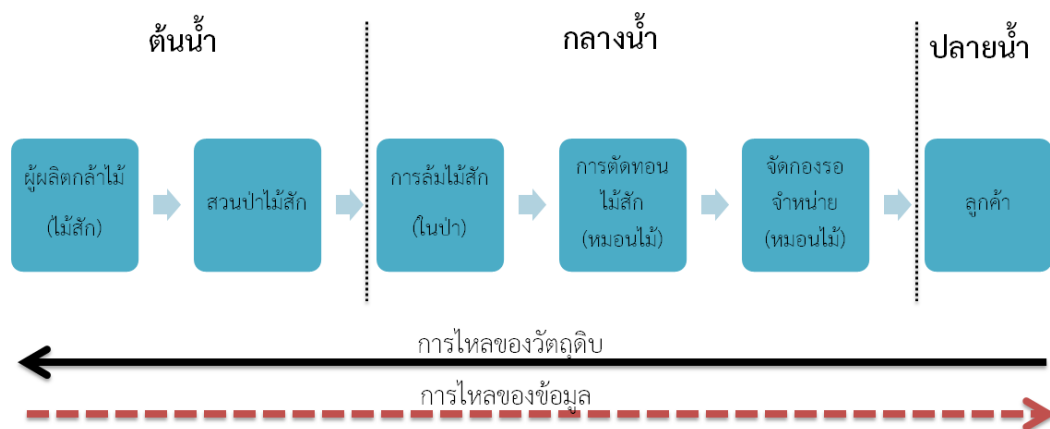 ต้นน้ำ
กลางน้ำ
ปลายน้ำ
ผู้ผลิตกล้าไม้
(ไม้สัก)
สวนป่าไม้สัก
การล้มไม้สัก
(ในป่า)
การตัดทอน
ไม้สัก
(หมอนไม้)
จัดกองรอ
จำหน่าย
(หมอนไม้)
ลูกค้า
การไหลของวัตถุดิบ
การไหลของข้อมูล